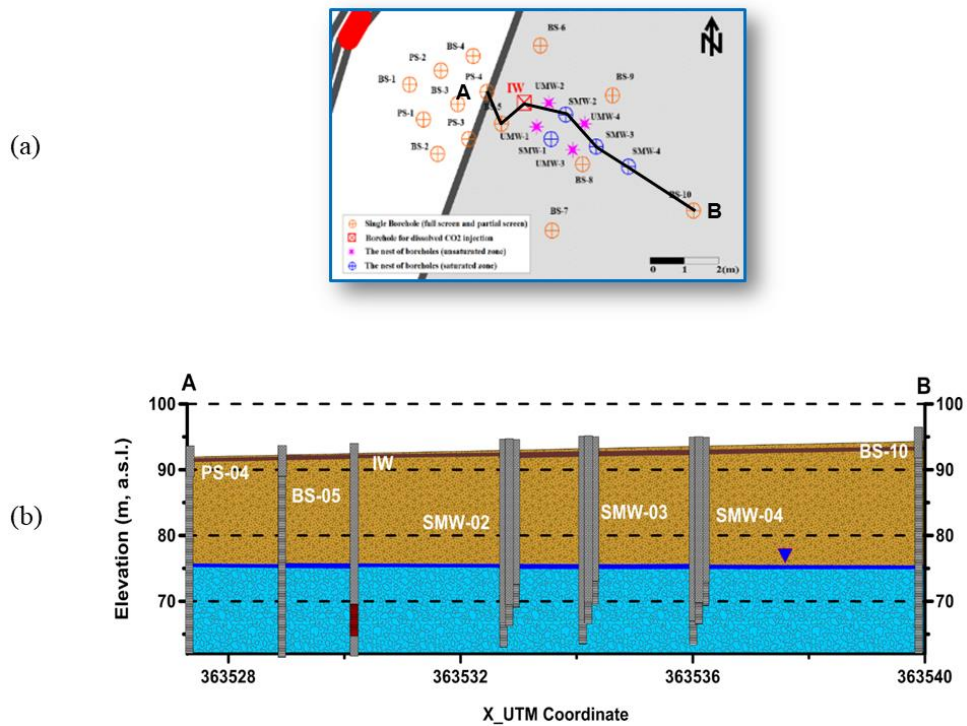 (a)
N
BS-6
BS-4
PS-2
BS-1
PS-4
A
BS-3
IW
UMW-2
BS-9
SMW-2
UMW-4
PS-1
5
UMW-1
PS-3
SMW-3
SMW-1
SMW-4
BS-2
UMW-3
BS-8
BS-10
B
BS-7
Single Borehole (full screen and partial screen)
Borehole for dissolved CO2 injection
The nest of boreholes (unsaturated zone)
The nest of boreholes (saturated zone)
0 1 2(m)
(b)
A
B
100
100
90
90
80
80
70
70
Elevation (m, a.s.l.)
PS-04
BS-05
IW
SMW-02
SMW-03
SMW-04
BS-10
363528
363532
363536
363540
X_UTM Coordinate